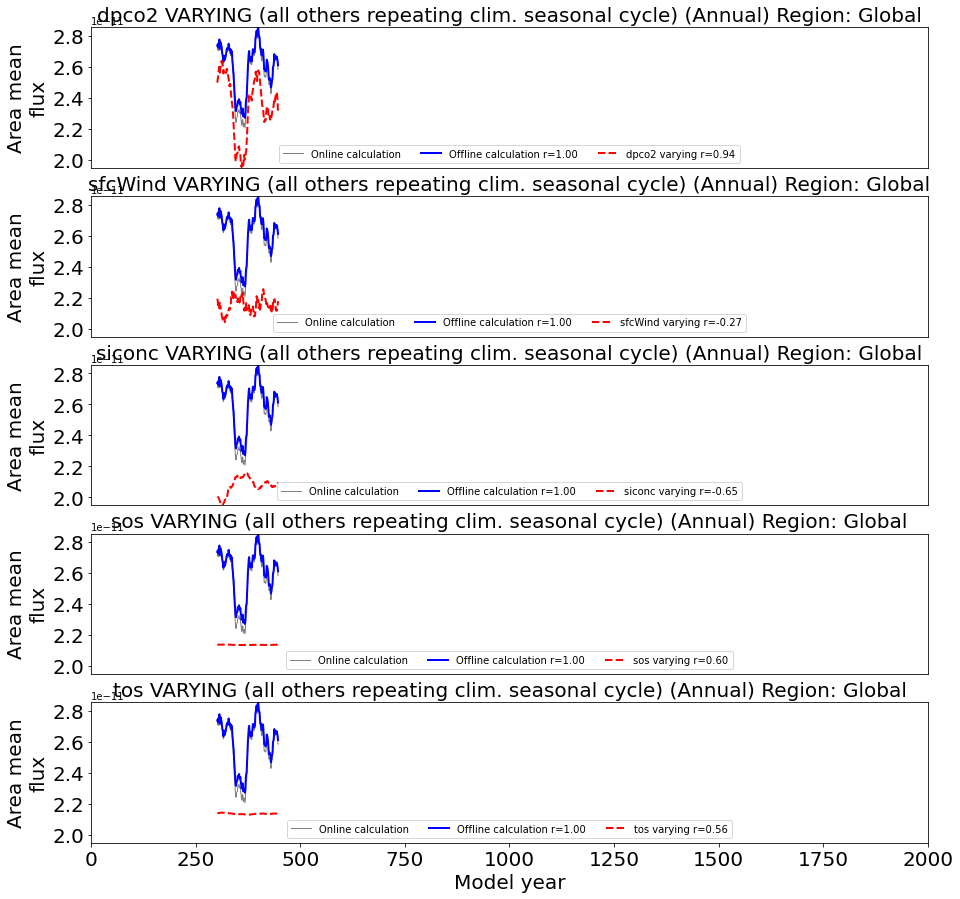 dpco2 VARYING (all others repeating clim. seasonal cycle) (Annual) Region: Global
1e-11
2.8
2.6
2.4
2.2
2.0
Area mean
flux
Online calculation Offline calculation r=1.00 dpco2 varying r=0.94
sfcWind VARYING (all others repeating clim. seasonal cycle) (Annual) Region: Global
1e-11
2.8
2.6
2.4
2.2
2.0
Area mean
flux
Online calculation Offline calculation r=1.00 sfcWind varying r=-0.27
siconc VARYING (all others repeating clim. seasonal cycle) (Annual) Region: Global
1e-11
2.8
2.6
2.4
2.2
2.0
Area mean
flux
Online calculation Offline calculation r=1.00 siconc varying r=-0.65
sos VARYING (all others repeating clim. seasonal cycle) (Annual) Region: Global
1e-11
2.8
2.6
2.4
2.2
2.0
Area mean
flux
Online calculation Offline calculation r=1.00 sos varying r=0.60
tos VARYING (all others repeating clim. seasonal cycle) (Annual) Region: Global
1e-11
2.8
2.6
2.4
2.2
2.0
Area mean
flux
Online calculation Offline calculation r=1.00 tos varying r=0.56
0 250 500 750 1000 1250 1500 1750 2000
Model year